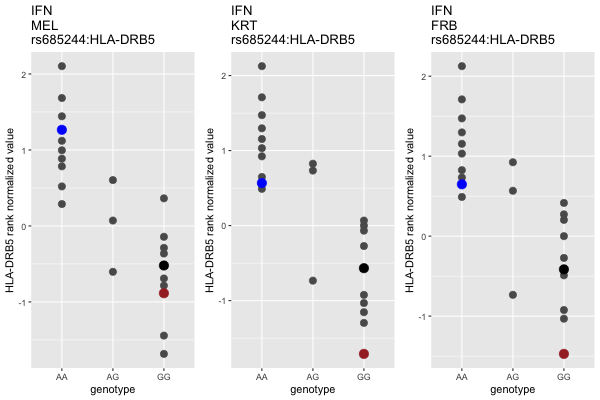 IFN
MEL
rs685244:HLA-DRB5
HLA-DRB5 rank normalized value
2
1
0
-1
AA AG GG
genotype
IFN
KRT
rs685244:HLA-DRB5
HLA-DRB5 rank normalized value
2
1
0
-1
AA AG GG
genotype
IFN
FRB
rs685244:HLA-DRB5
HLA-DRB5 rank normalized value
2
1
0
-1
AA AG GG
genotype